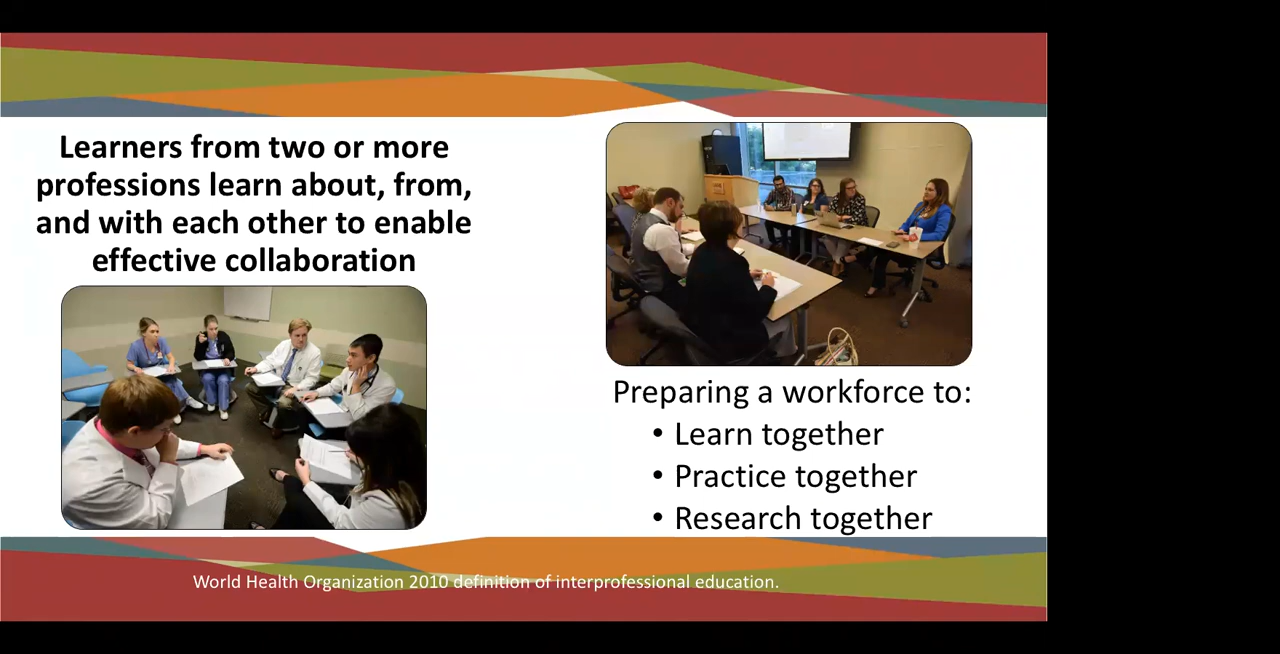 Learners from two or more
professions learn about, from,
and with each other to enable
effective collaboration
Preparing a workforce to:
• Learn together
• Practice together
• Research together
World Health Organization 2010 definition of interprofessional education.